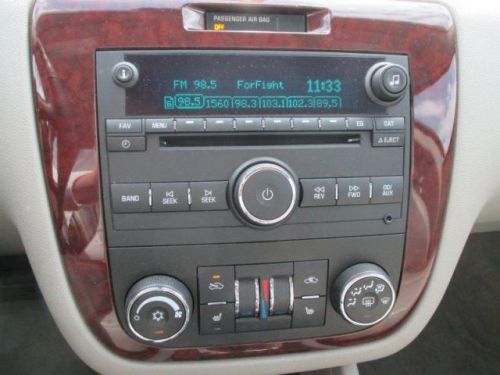 PASSENGER AIR BAG
OFF
FM 98.5 ForFight 11:33
98.5 1560 98.3 103.1 102.3 89.5
FAV MENU EQ CAT
EJECT
BAND SEEK SEEK REV FWD CD/AUX